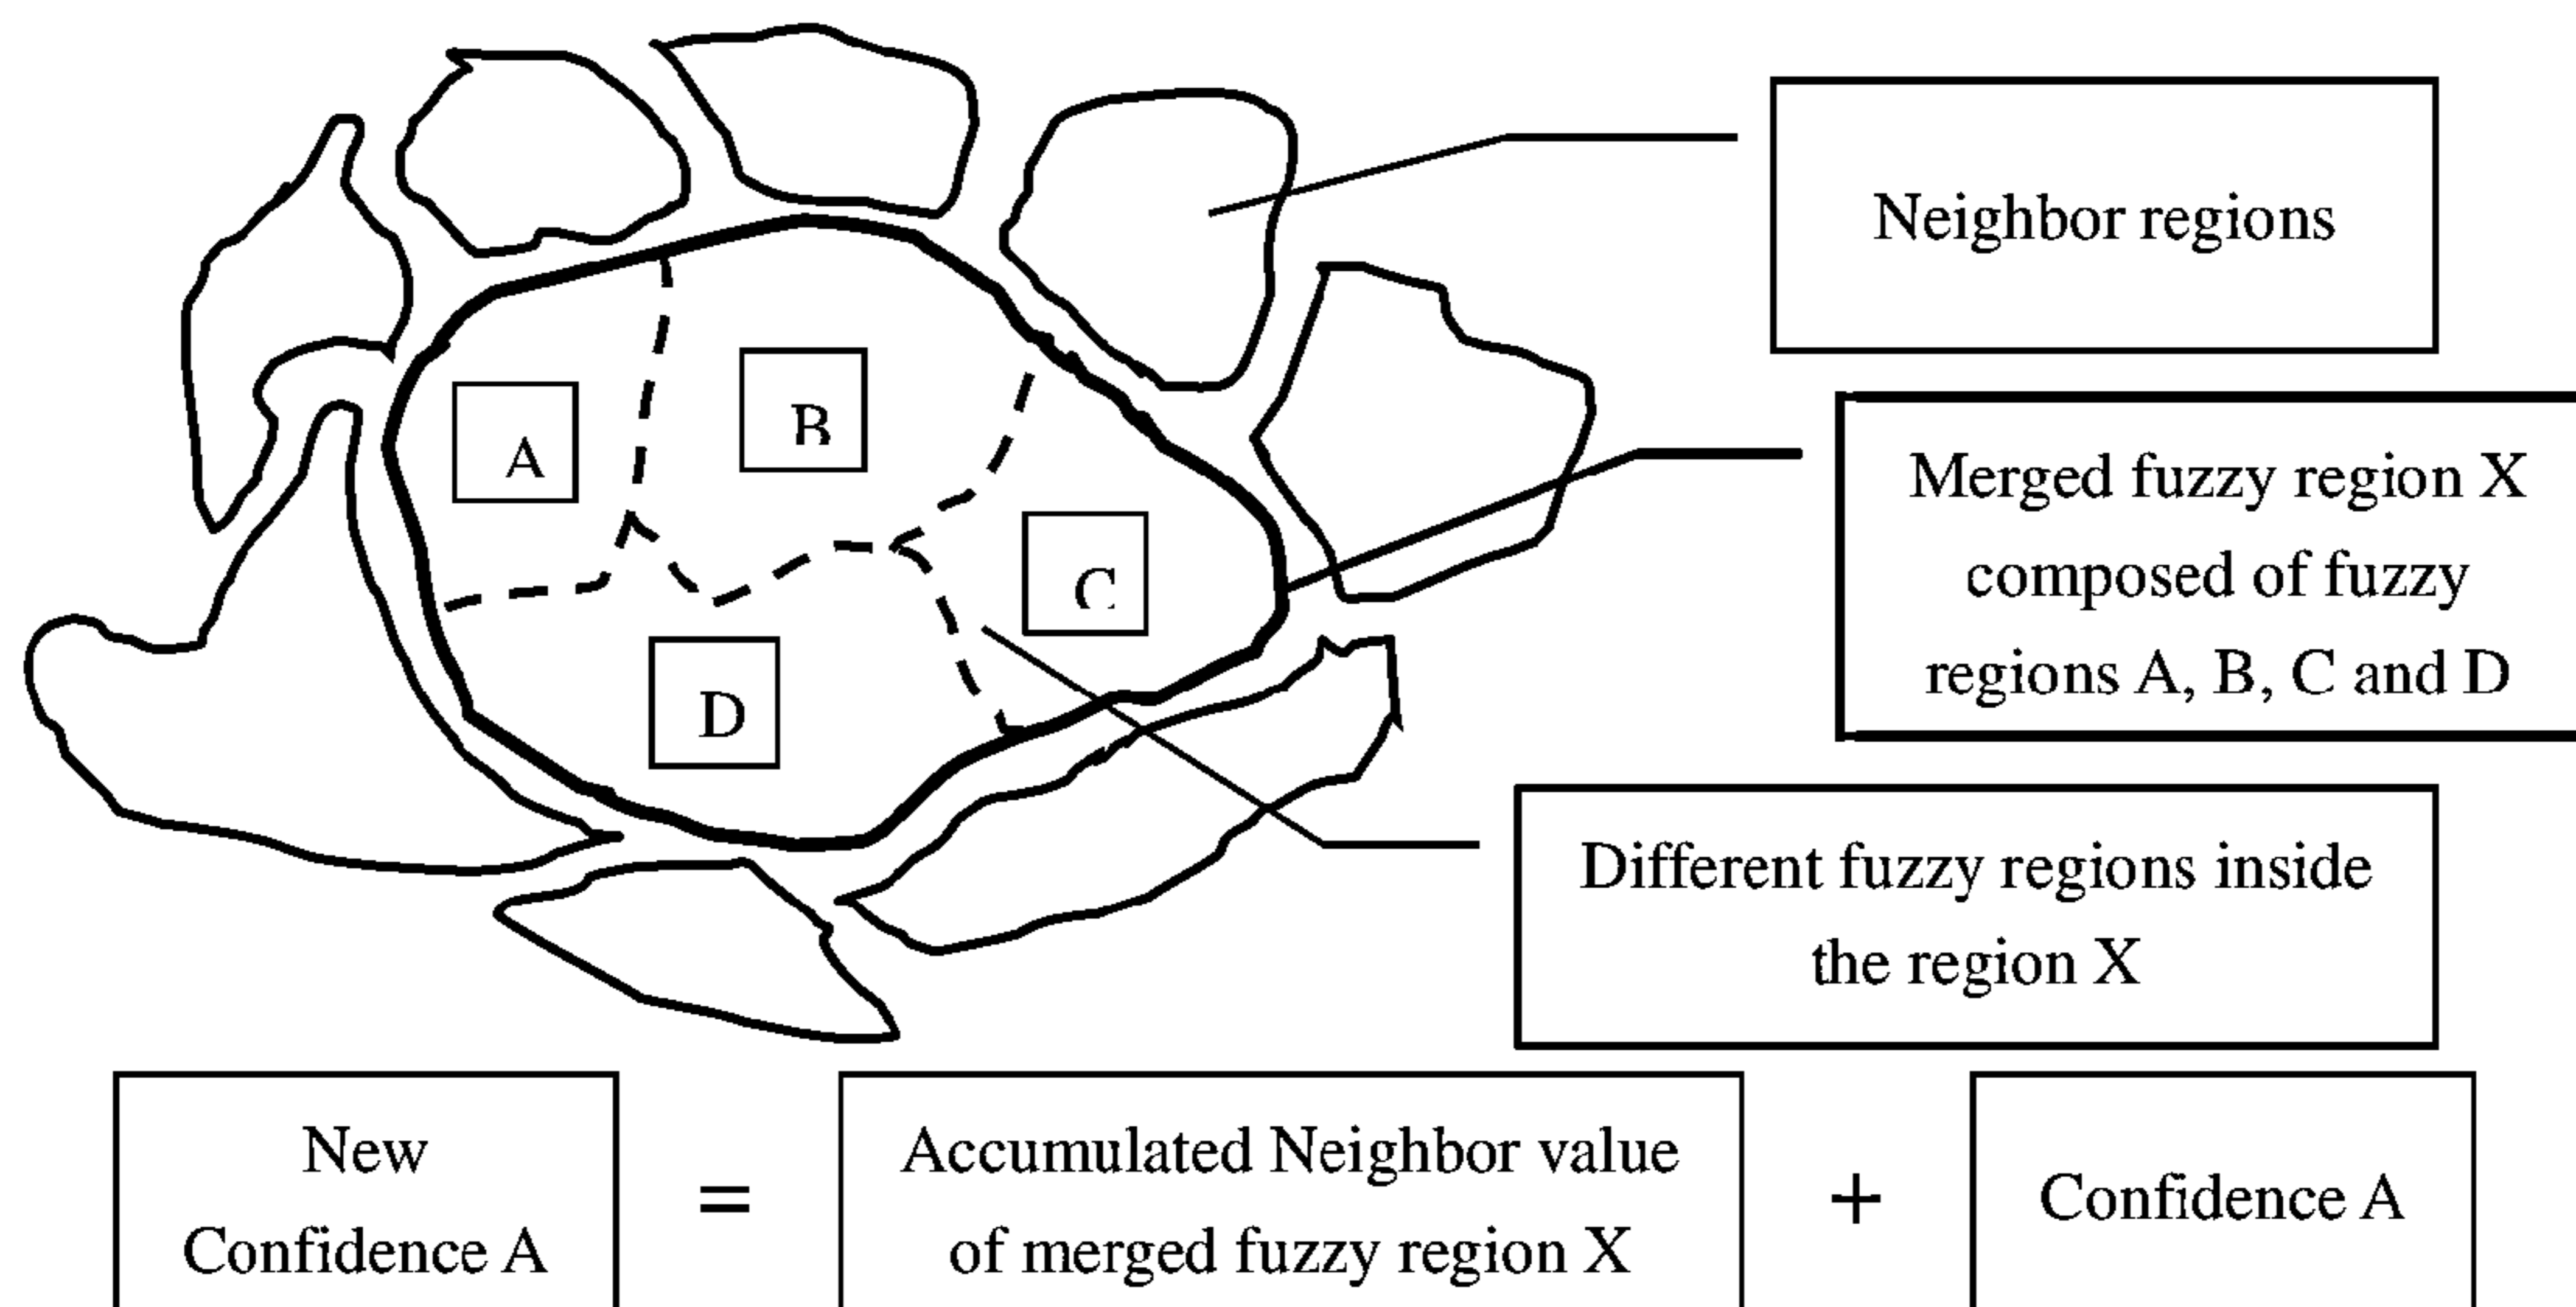 Neighbor regions
A
B
C
D
Merged fuzzy region X
composed of fuzzy
regions A, B, C and D
Different fuzzy regions inside
the region X
New
Confidence A
=
Accumulated Neighbor value
of merged fuzzy region X
+
Confidence A